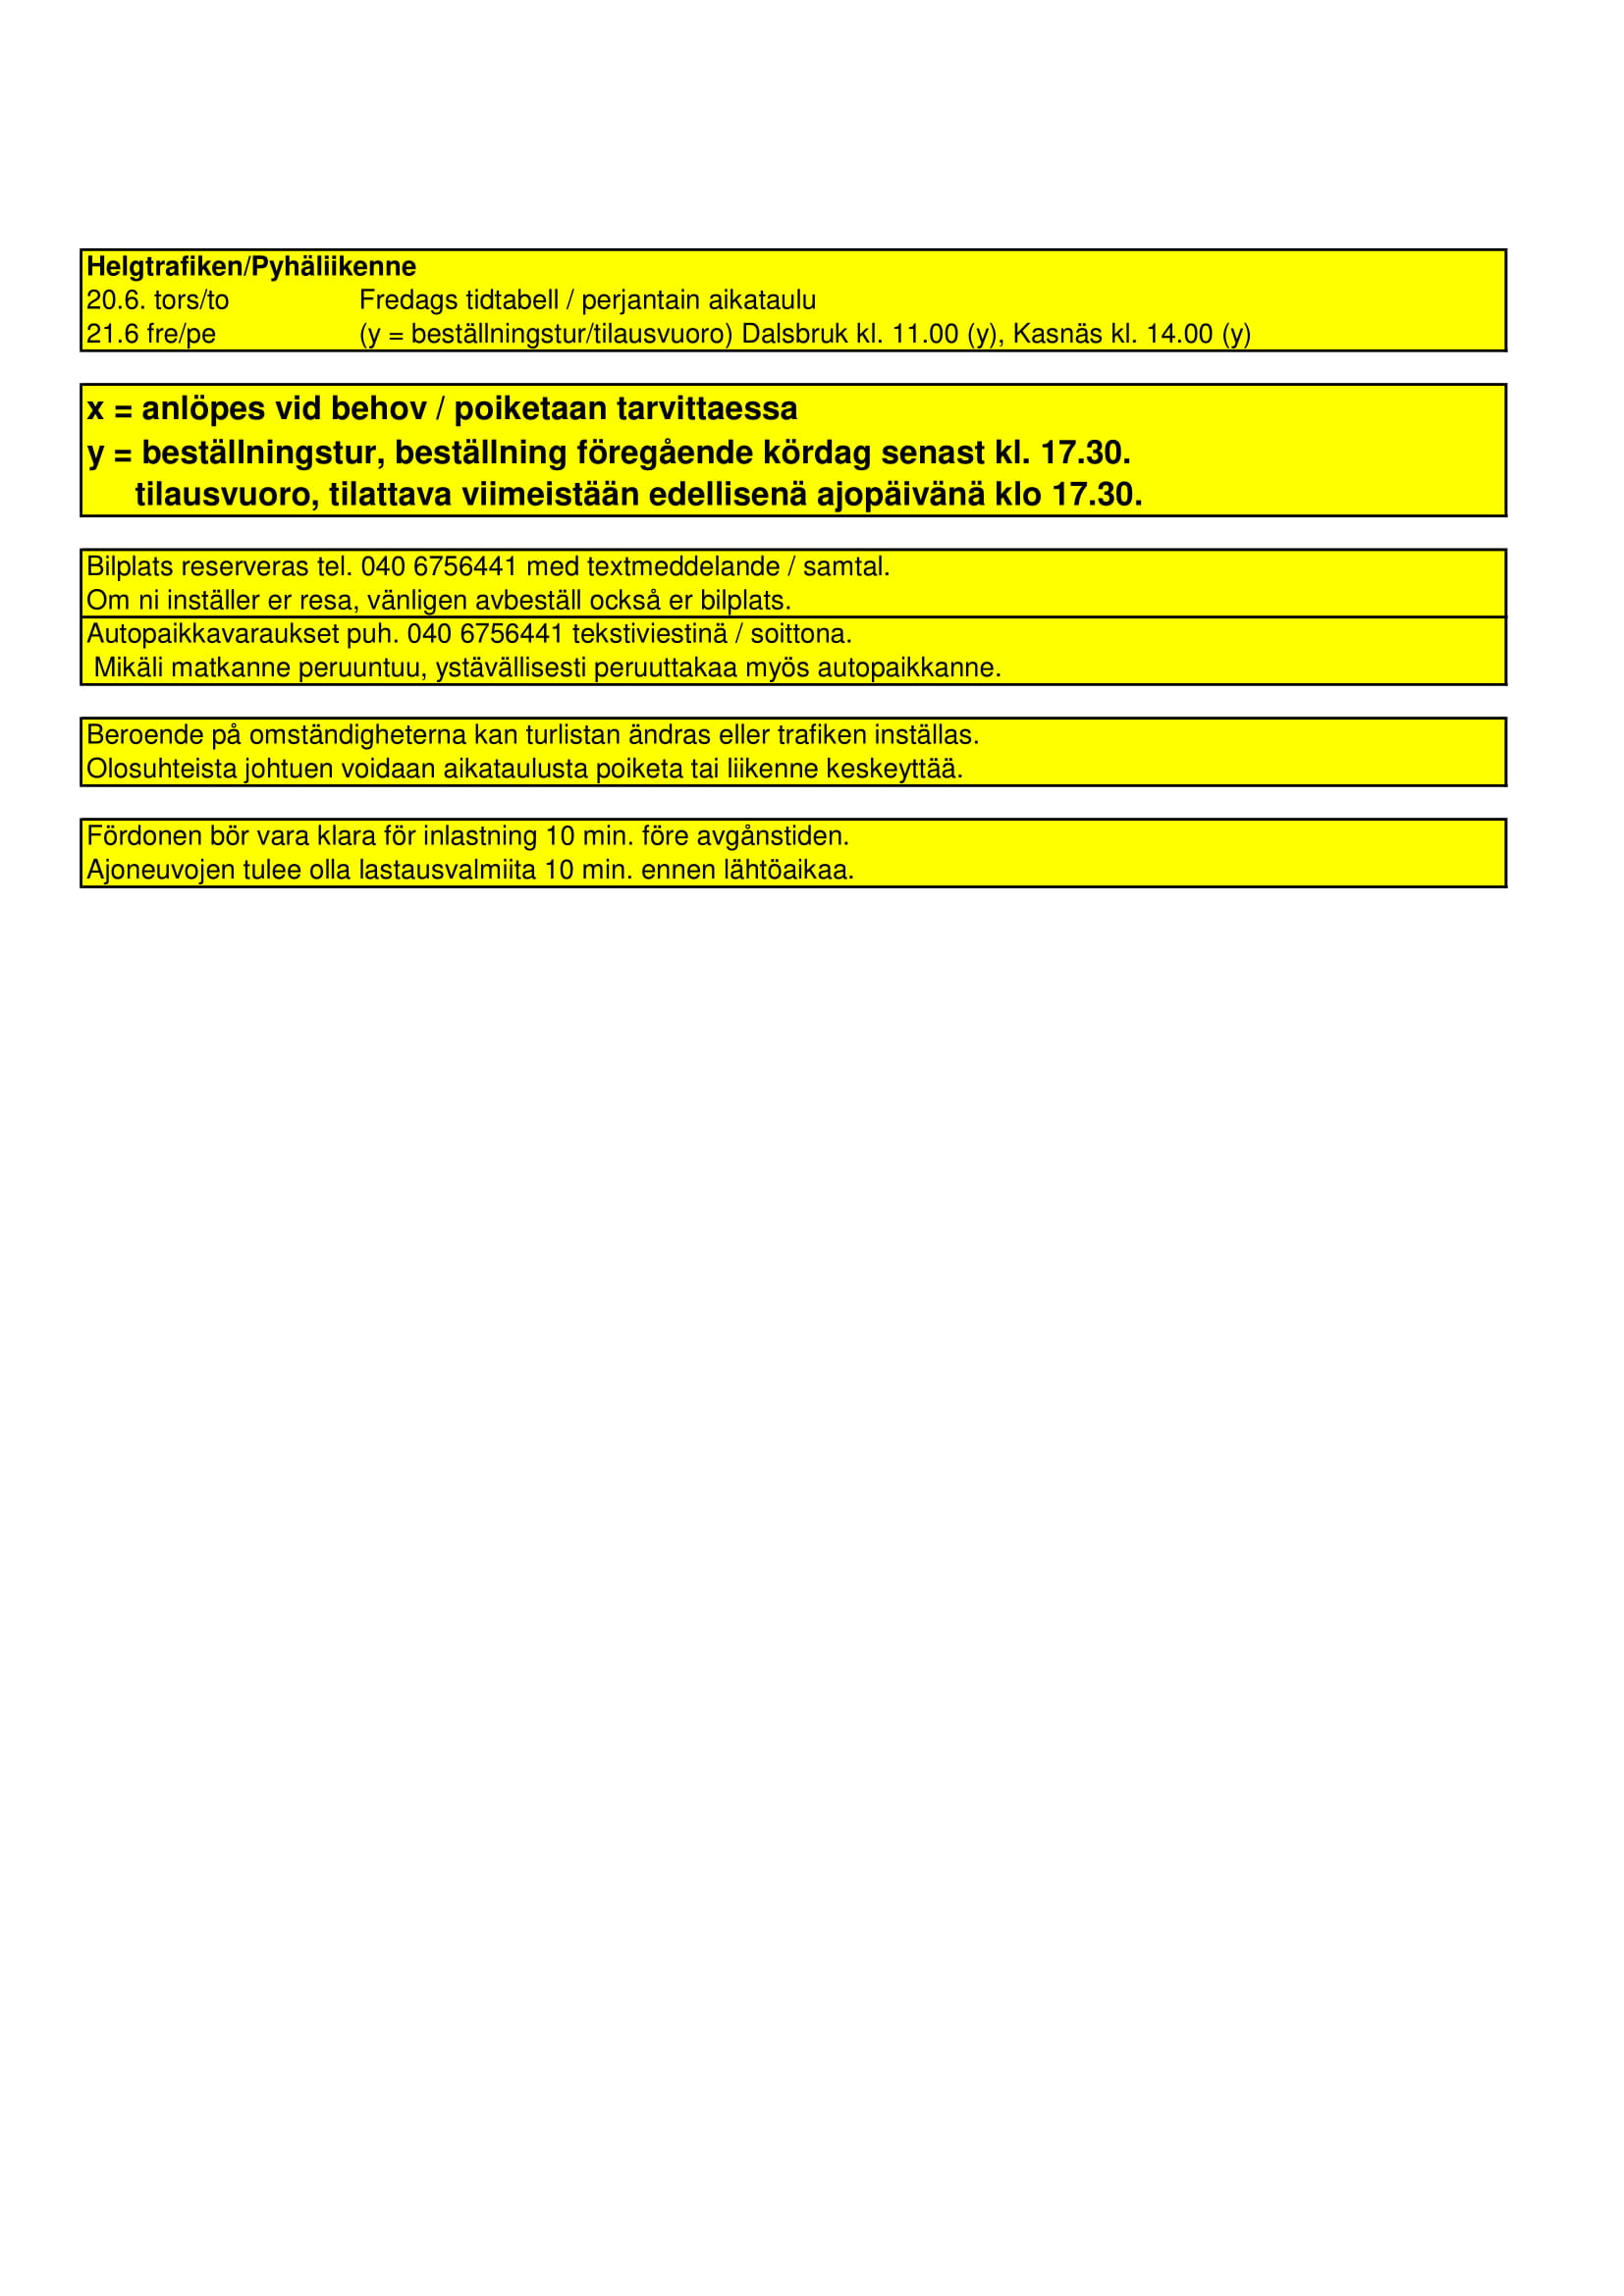 Helgtrafiken/Pyhäliikenne
20.6. tors/to Fredags tidtabell / perjantain aikataulu
21.6 fre/pe (y = beställningstur/tilausvuoro) Dalsbruk kl. 11.00 (y), Kasnäs kl. 14.00 (y)
x = anlöpes vid behov / poiketaan tarvittaessa
y = beställningstur, beställning föregående kördag senast kl. 17.30.
tilausvuoro, tilattava viimeistään edellisenä ajopäivänä klo 17.30.
Bilplats reserveras tel. 040 6756441 med textmeddelande / samtal.
Om ni inställer er resa, vänligen avbeställ också er bilplats.
Autopaikkavaraukset puh. 040 6756441 tekstiviestinä / soittona.
Mikäli matkanne peruuntuu, ystävällisesti peruuttakaa myös autopaikkanne.
Beroende på omständigheterna kan turlistan ändras eller trafiken inställas.
Olosuhteista johtuen voidaan aikataulusta poiketa tai liikenne keskeyttää.
Fördonen bör vara klara för inlastning 10 min. före avgånstiden.
Ajoneuvojen tulee olla lastausvalmiita 10 min. ennen lähtöaikaa.